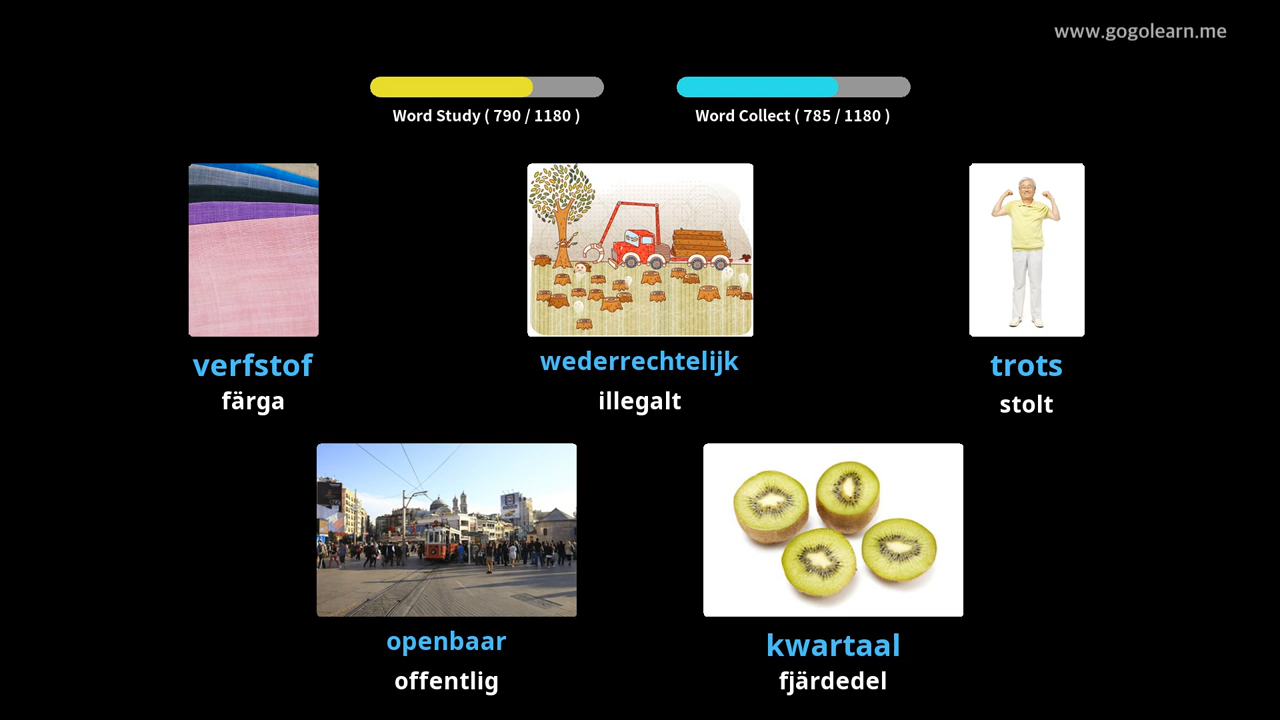 www.gogolearn.me
Word Study ( 790 / 1180 )
Word Collect ( 785 / 1180 )
verfstof
färga
wederrechtelijk
illegalt
trots
stolt
openbaar
offentlig
kwartaal
fjärdedel